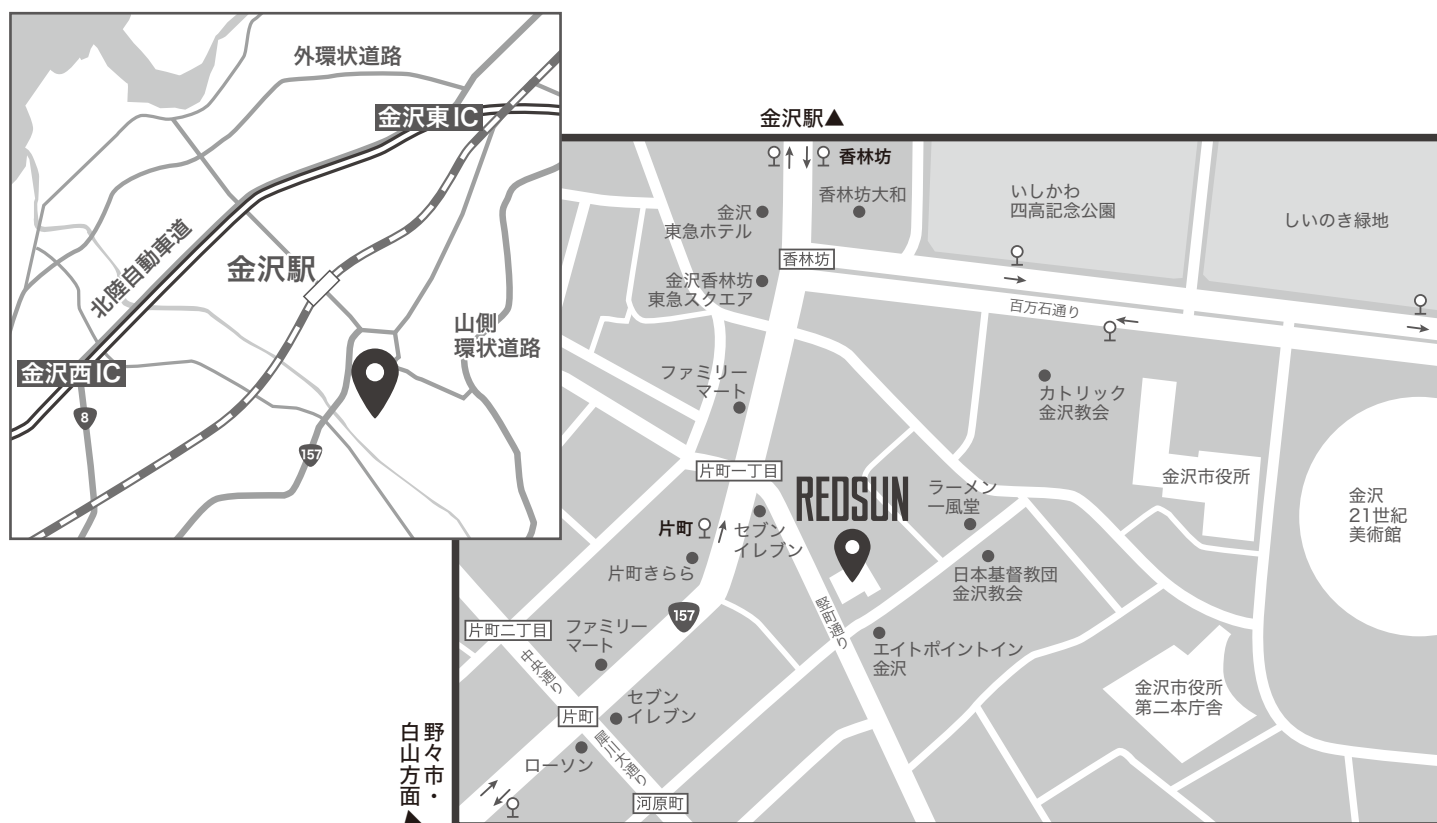 外環状道路
金沢東IC
北陸自動車道
金沢駅
山側
環状道路
金沢西IC
8
157
金沢駅▲
香林坊
香林坊大和
金沢
東急ホテル
いしかわ
四高記念公園
しいのき緑地
香林坊
金沢香林坊
東急スクエア
百万石通り
ファミリー
マート
カトリック
金沢教会
片町一丁目
金沢市役所
REDSUN
ラーメン
一風堂
金沢
21世紀
美術館
片町
セブン
イレブン
片町きらら
日本基督教団
金沢教会
157
竪町通り
片町二丁目
ファミリー
マート
エイトポイントイン
金沢
中央通り
金沢市役所
第二本庁舎
セブン
イレブン
片町
犀川大通り
ローソン
河原町
野々市・
白山方面
▲